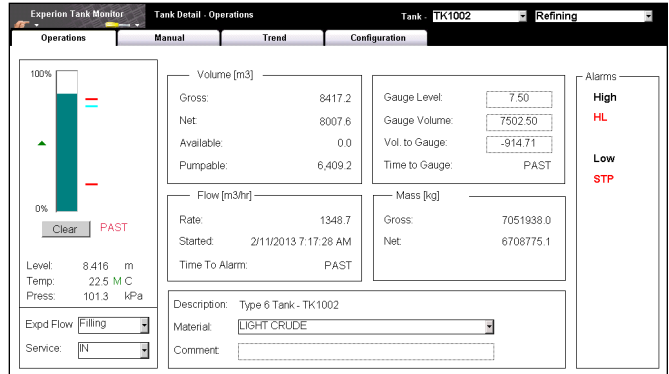 Experion Tank Monitor
Tank Detail - Operations
Tank - TK1002 Refining
Operations Manual Trend Configuration
100%
0%
Clear PAST
Level: 8.416 m
Temp: 22.5 M C
Press: 101.3 kPa
Expd Flow Filling
Service: IN
Volume [m3]
Gross: 8417.2
Net: 8007.6
Available: 0.0
Pumpable: 6,409.2
Gauge Level: 7.50
Gauge Volume: 7502.50
Vol. to Gauge: -914.71
Time to Gauge: PAST
Flow [m3/hr]
Rate: 1348.7
Started: 2/11/2013 7:17:28 AM
Time To Alarm: PAST
Mass [kg]
Gross: 7051938.0
Net: 6708775.1
Description: Type 6 Tank - TK1002
Material: LIGHT CRUDE
Comment:
Alarms
High
HL
Low
STP